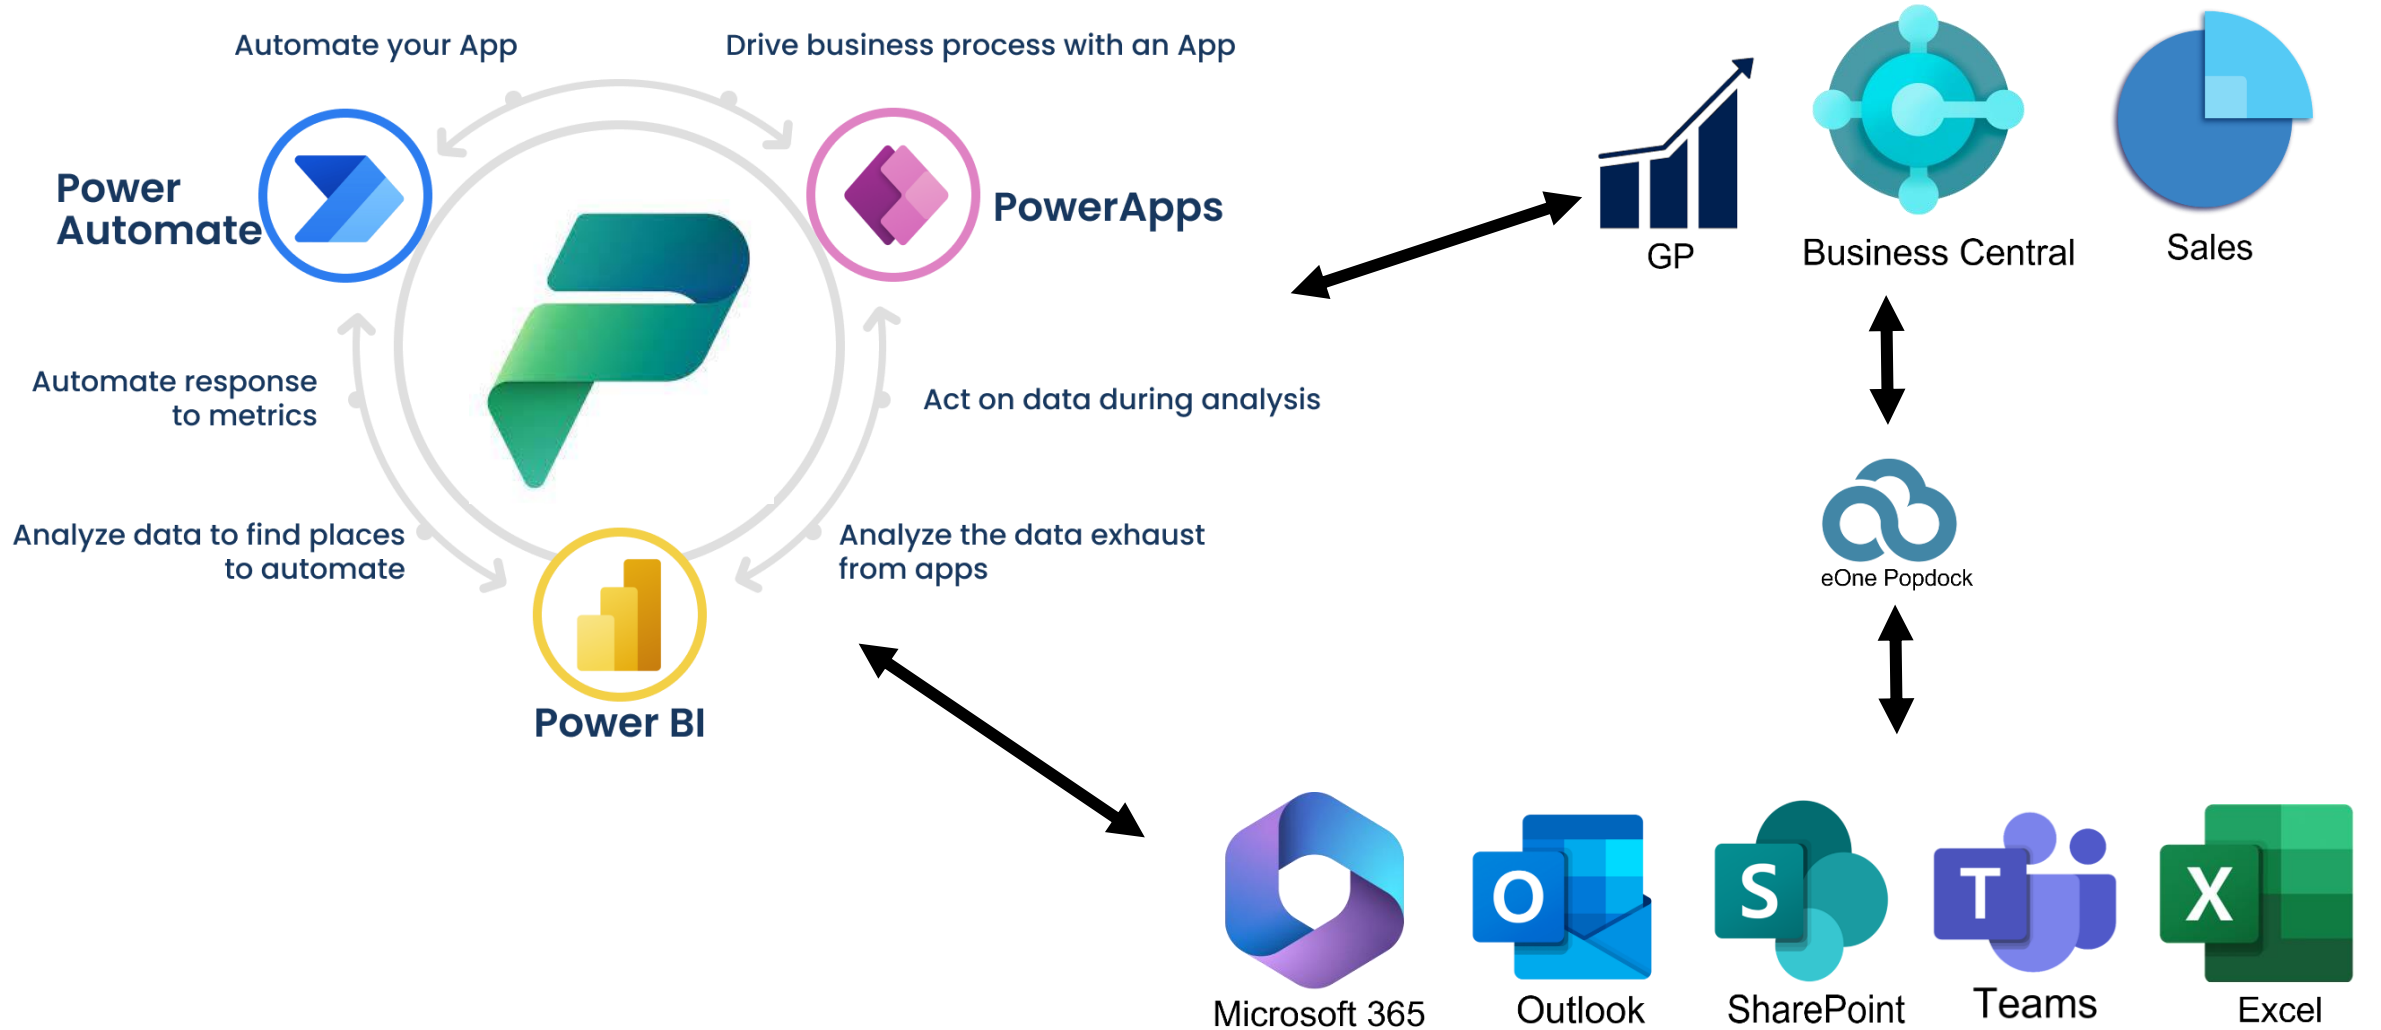 Automate your App
Drive business process with an App
Power
Automate
PowerApps
GP
Business Central
Sales
Automate response
to metrics
Act on data during analysis
Analyze data to find places
to automate
Analyze the data exhaust
from apps
eOne Popdock
Power BI
O
S
T
X
Microsoft 365
Outlook
SharePoint
Teams
Excel